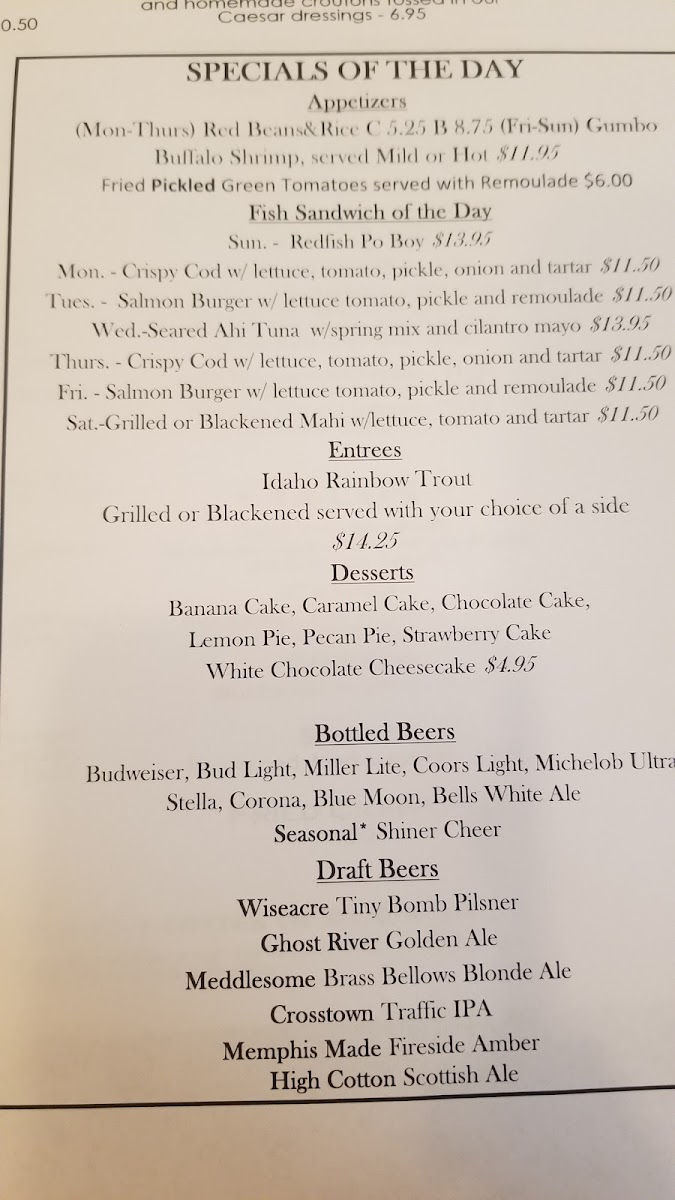 and homemade croutons tossed in our
Caesar dressings - 6.95
0.50
SPECIALS OF THE DAY
Appetizers
(Mon-Thurs) Red Beans& Rice C 5.25 B 8.75 (Fri-Sun) Gumbo
Buffalo Shrimp, served Mild or Hot $11.95
Fried Pickled Green Tomatoes served with Remoulade $6.00
Fish Sandwich of the Day
Sun. - Redfish Po Boy $13.95
Mon. - Crispy Cod w/ lettuce, tomato, pickle, onion and tartar $11.50
Tues. - Salmon Burger w/ lettuce tomato, pickle and remoulade $11.50
Wed.-Seared Ahi Tuna w/spring mix and cilantro mayo $13.95
Thurs. - Crispy Cod w/ lettuce, tomato, pickle, onion and tartar $11.50
Fri. - Salmon Burger w/ lettuce tomato, pickle and remoulade $11.50
Sat.-Grilled or Blackened Mahi w/lettuce, tomato and tartar $11.50
Entrees
Idaho Rainbow Trout
Grilled or Blackened served with your choice of a side
$14.25
Desserts
Banana Cake, Caramel Cake, Chocolate Cake,
Lemon Pie, Pecan Pie, Strawberry Cake
White Chocolate Cheesecake $4.95
Bottled Beers
Budweiser, Bud Light, Miller Lite, Coors Light, Michelob Ultra
Stella, Corona, Blue Moon, Bells White Ale
Seasonal* Shiner Cheer
Draft Beers
Wiseacre Tiny Bomb Pilsner
Ghost River Golden Ale
Meddlesome Brass Bellows Blonde Ale
Crosstown Traffic IPA
Memphis Made Fireside Amber
High Cotton Scottish Ale